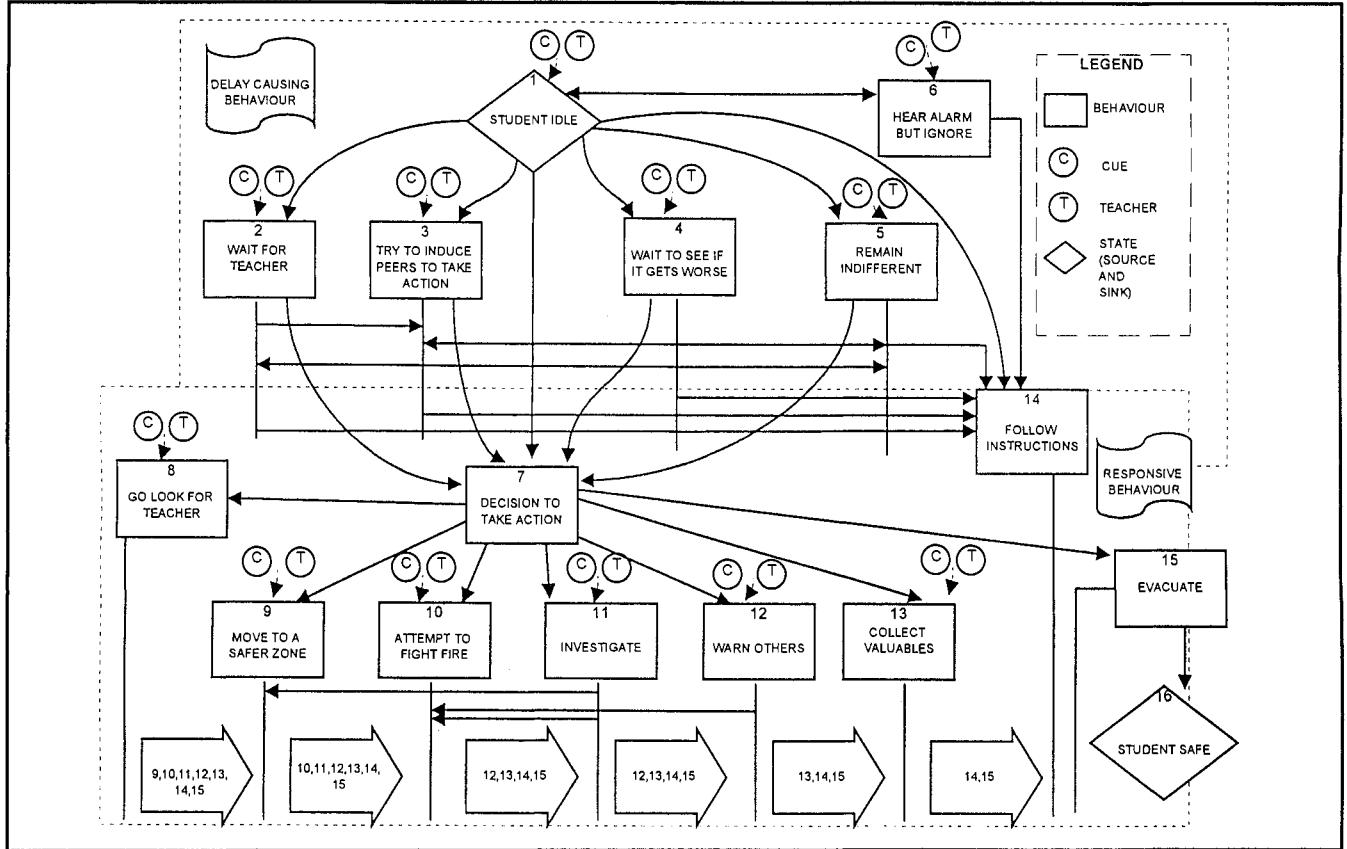 C T
C T
DELAY CAUSING
BEHAVIOUR
1
STUDENT IDLE
6
HEAR ALARM
BUT IGNORE
LEGEND
BEHAVIOUR
C
CUE
T
TEACHER
STATE
(SOURCE
AND
SINK)
C T
2
WAIT FOR
TEACHER
C T
3
TRY TO INDUCE
PEERS TO TAKE
ACTION
C T
4
WAIT TO SEE IF
IT GETS WORSE
C T
5
REMAIN
INDIFFERENT
14
FOLLOW
INSTRUCTIONS
RESPONSIVE
BEHAVIOUR
C T
8
GO LOOK FOR
TEACHER
7
DECISION TO
TAKE ACTION
C T
9
MOVE TO A
SAFER ZONE
C T
10
ATTEMPT TO
FIGHT FIRE
C T
11
INVESTIGATE
C T
12
WARN OTHERS
C T
13
COLLECT
VALUABLES
15
EVACUATE
16
STUDENT SAFE
9,10,11,12,13,
14,15
10,11,12,13,14,
15
12,13,14,15
12,13,14,15
13,14,15
14,15